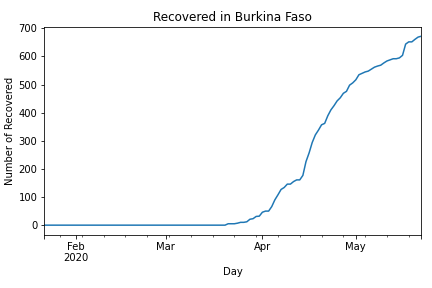 Recovered in Burkina Faso
Number of Recovered
700
600
500
400
300
200
100
0
Feb
2020
Mar
Apr
May
Day